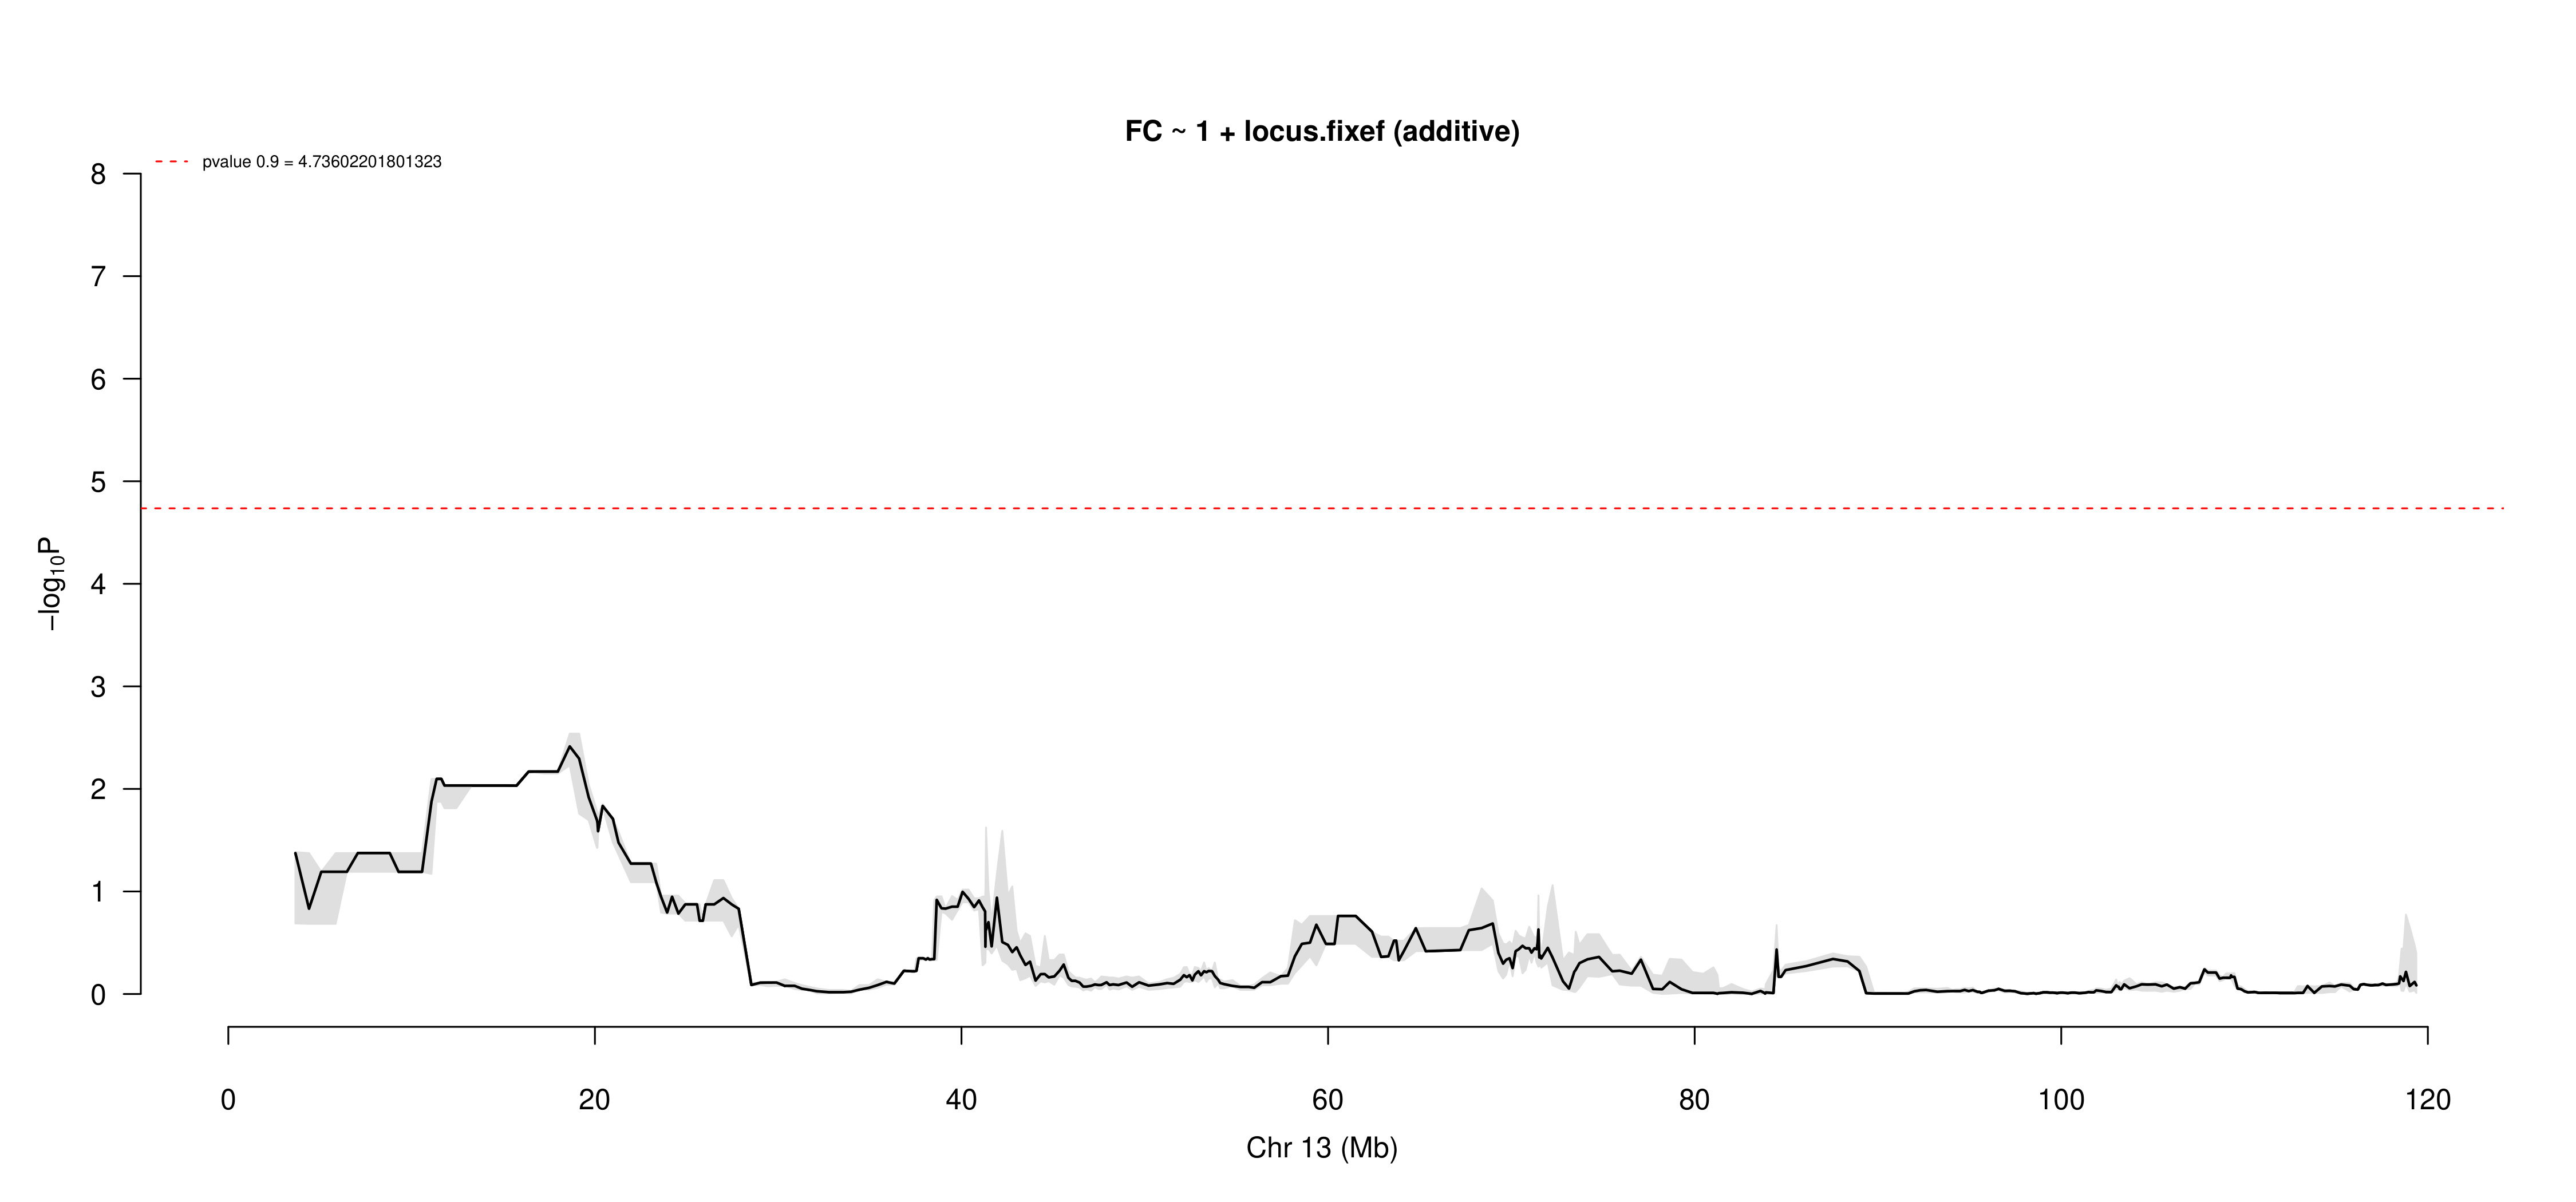 FC ~ 1 + locus.fixef (additive)
pvalue 0.9 = 4.73602201801323
8
7
6
5
4
3
2
1
0
−log10P
0 20 40 60 80 100 120
Chr 13 (Mb)